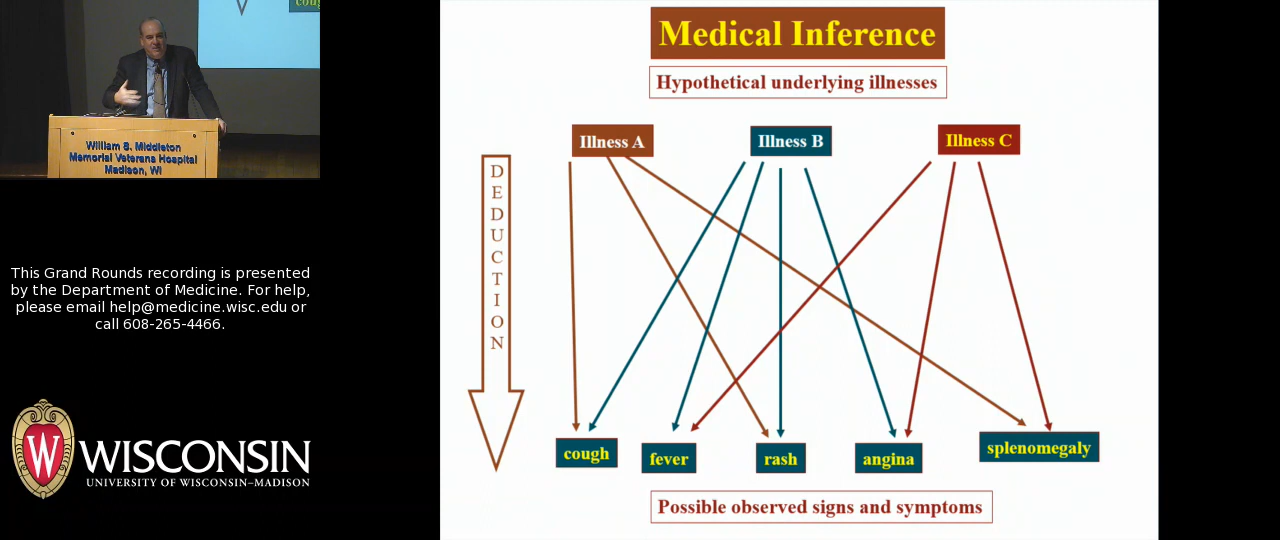 coug
William S. Middleton
Memorial Veterans Hospital
Madison, WI
This Grand Rounds recording is presented
by the Department of Medicine. For help,
please email help@medicine.wisc.edu or
call 608-265-4466.
W
WISCONSIN
UNIVERSITY OF WISCONSIN–MADISON
Medical Inference
Hypothetical underlying illnesses
Illness A
Illness B
Illness C
DEDUCTION
cough
fever
rash
angina
splenomegaly
Possible observed signs and symptoms